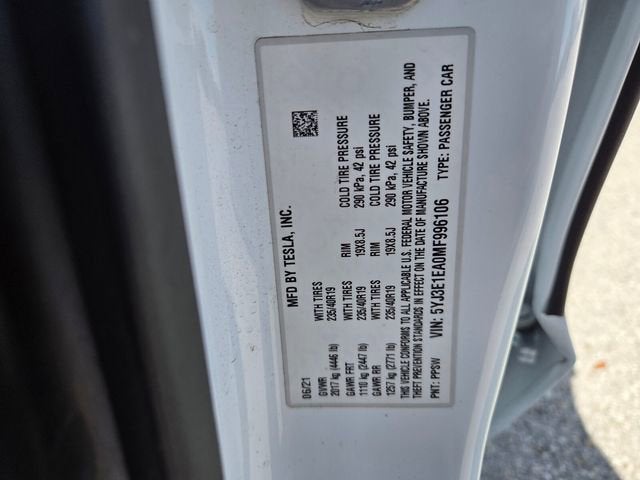 MFD BY TESLA, INC.
06/21
GVWR WITH TIRES RIM COLD TIRE PRESSURE
2017 kg (4446 lb) 235/40R19 19X8.5J 290 kPa, 42 psi
GAWR FRT WITH TIRES RIM COLD TIRE PRESSURE
1110 kg (2447 lb) 235/40R19 19X8.5J 290 kPa, 42 psi
GAWR RR WITH TIRES
1257 kg (2771 lb) 235/40R19
THIS VEHICLE CONFORMS TO ALL APPLICABLE U.S. FEDERAL MOTOR VEHICLE SAFETY, BUMPER, AND
THEFT PREVENTION STANDARDS IN EFFECT ON THE DATE OF MANUFACTURE SHOWN ABOVE.
VIN: 5YJ3E1EA0MF996106 TYPE: PASSENGER CAR
PNT: PPSW